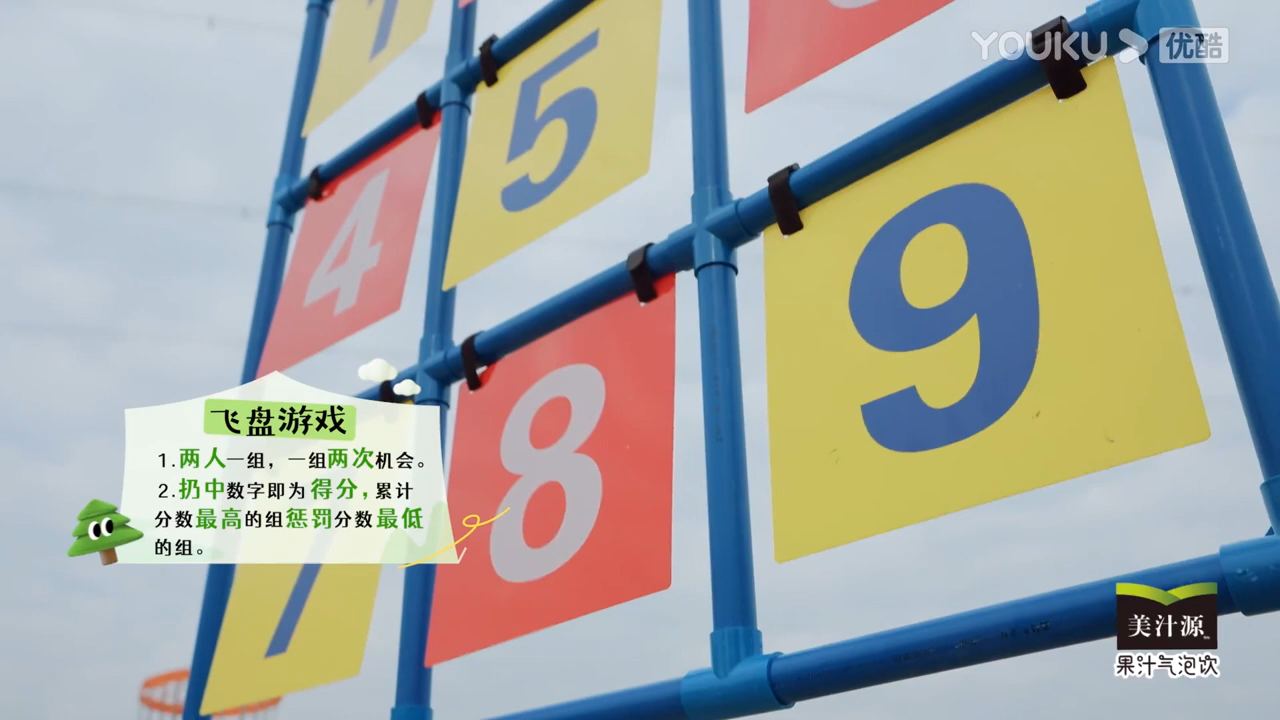 YOUKU 优酷
1
5
4
9
8
7
飞盘游戏
1.两人一组，一组两次机会。
2.扔中数字即为得分，累计
分数最高的组惩罚分数最低
的组。
美汁源
果汁气泡饮